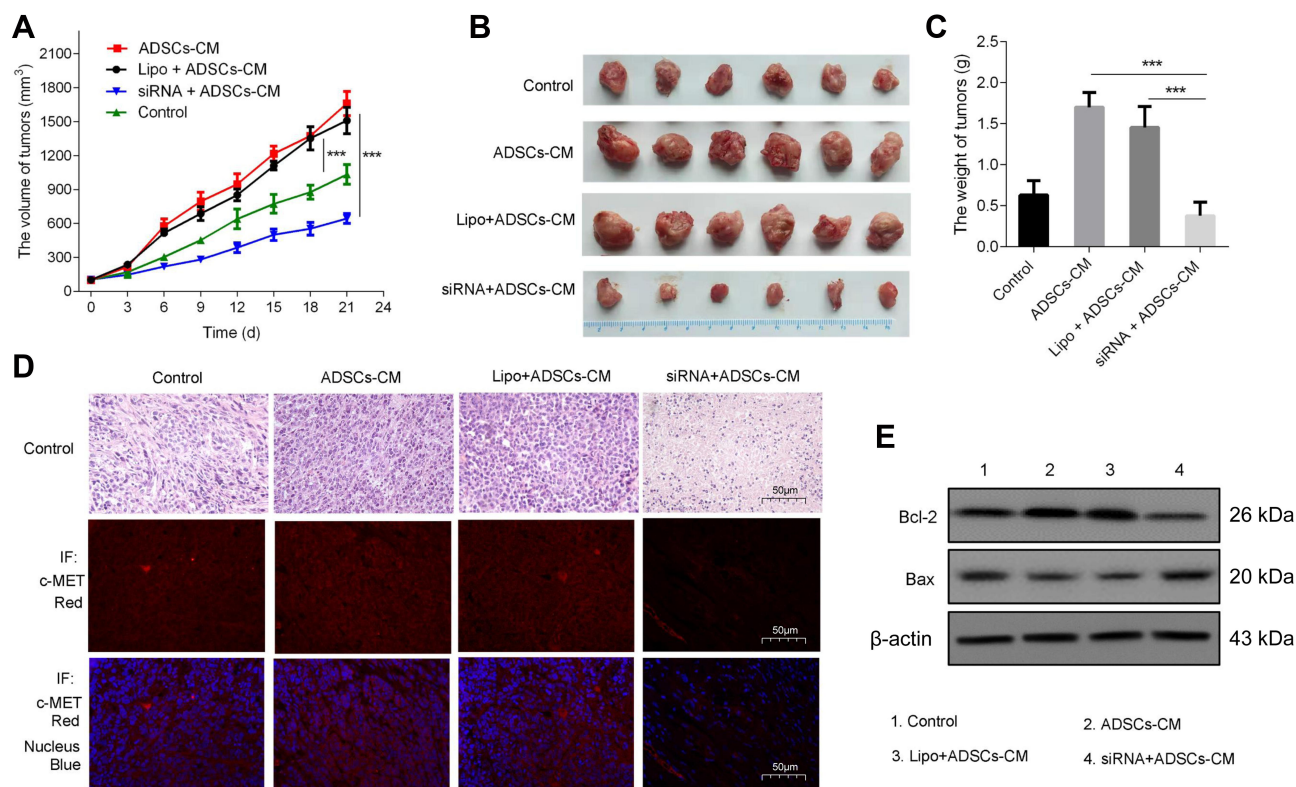 A
The volume of tumors (mm³)
2100
1800
1500
1200
900
600
300
0
ADSCs-CM
Lipo + ADSCs-CM
siRNA + ADSCs-CM
Control
***
***
0 3 6 9 12 15 18 21 24
Time (d)
B
Control
ADSCs-CM
Lipo+ADSCs-CM
siRNA+ADSCs-CM
C
The weight of tumors (g)
2.5
2.0
1.5
1.0
0.5
0.0
***
***
Control
ADSCs-CM
Lipo + ADSCs-CM
siRNA + ADSCs-CM
D
Control ADSCs-CM Lipo+ADSCs-CM siRNA+ADSCs-CM
Control
50μm
IF:
c-MET
Red
50μm
IF:
c-MET
Red
Nucleus
Blue
50μm
E
1 2 3 4
Bcl-2 26 kDa
Bax 20 kDa
β-actin 43 kDa
1. Control 2. ADSCs-CM
3. Lipo+ADSCs-CM 4. siRNA+ADSCs-CM